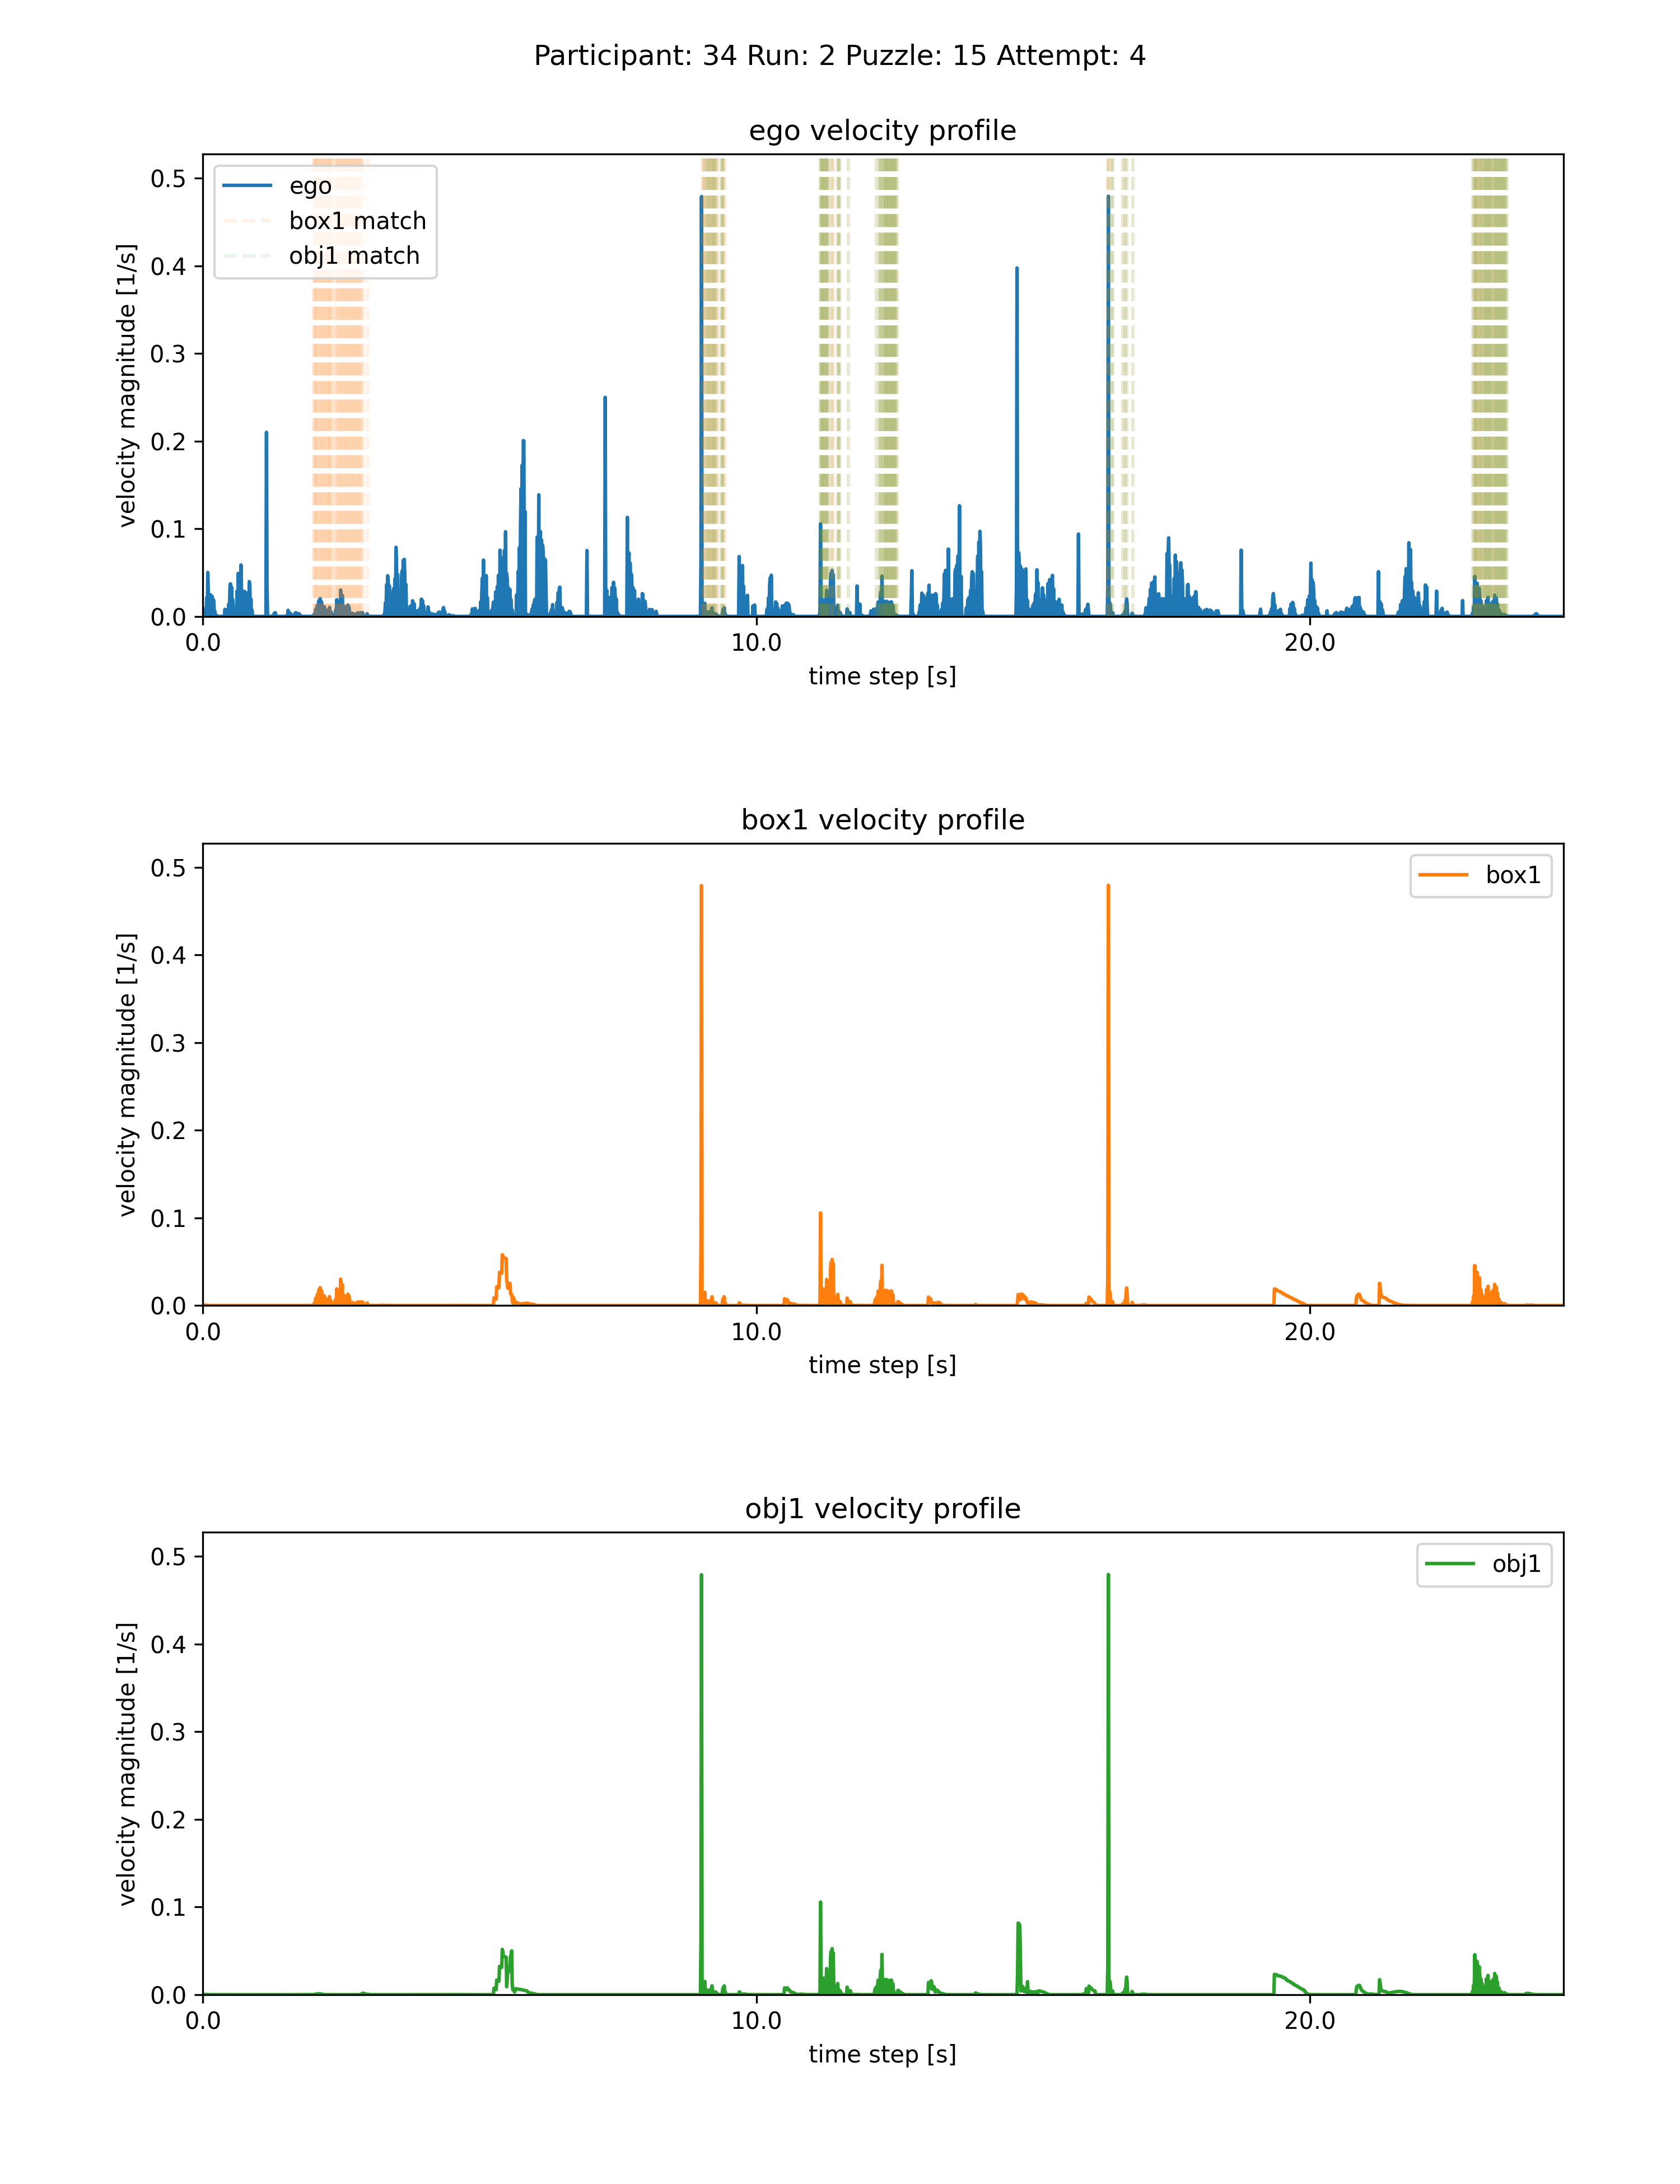 Participant: 34 Run: 2 Puzzle: 15 Attempt: 4
ego velocity profile
velocity magnitude [1/s]
0.5
0.4
0.3
0.2
0.1
0.0
ego
box1 match
obj1 match
0.0 10.0 20.0
time step [s]
box1 velocity profile
velocity magnitude [1/s]
0.5
0.4
0.3
0.2
0.1
0.0
box1
0.0 10.0 20.0
time step [s]
obj1 velocity profile
velocity magnitude [1/s]
0.5
0.4
0.3
0.2
0.1
0.0
obj1
0.0 10.0 20.0
time step [s]